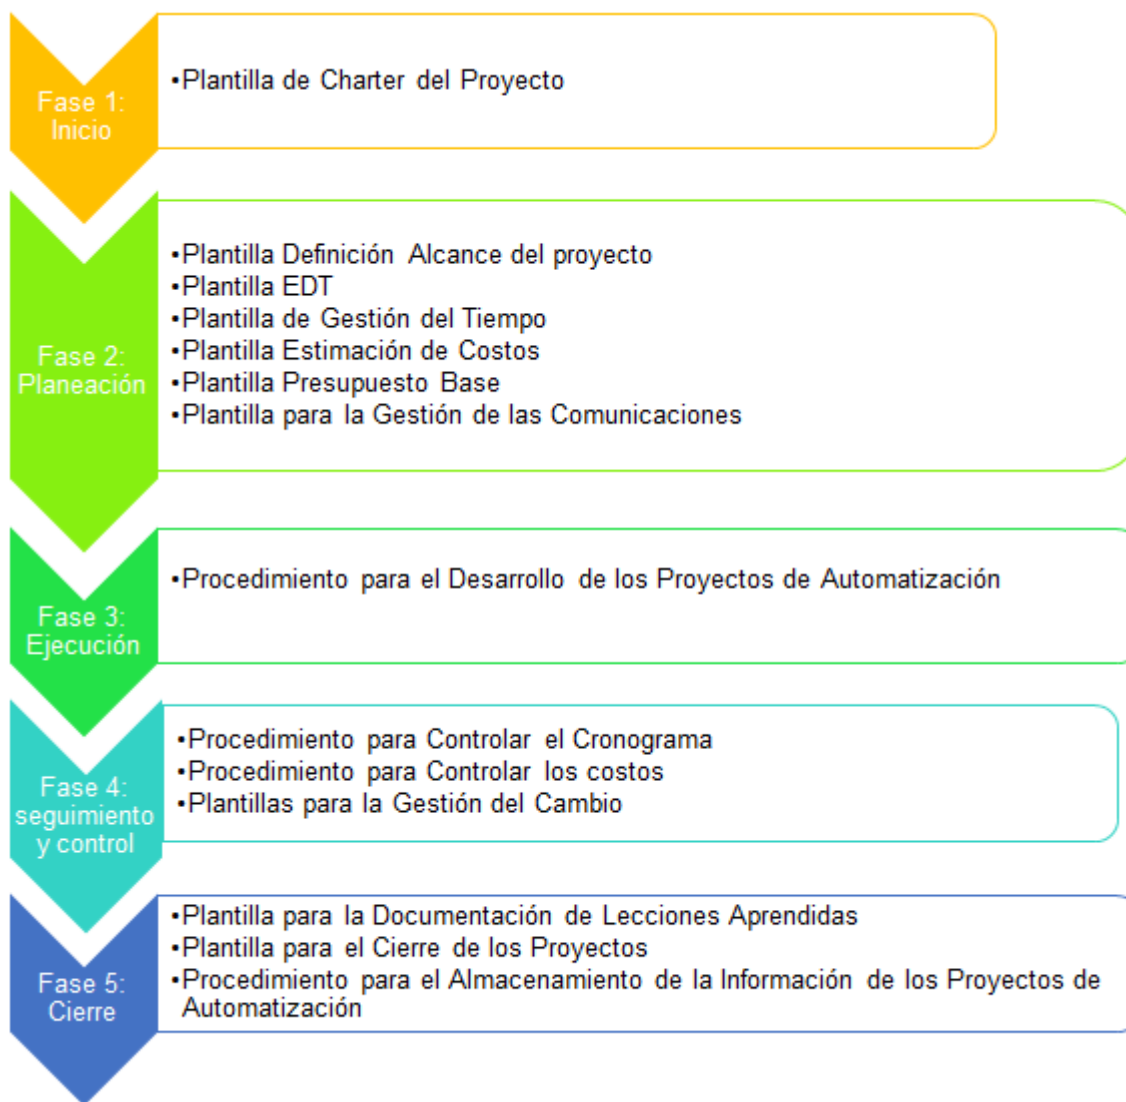 Fase 1:
Inicio
•Plantilla de Charter del Proyecto
Fase 2:
Planeación
•Plantilla Definición Alcance del proyecto
•Plantilla EDT
•Plantilla de Gestión del Tiempo
•Plantilla Estimación de Costos
•Plantilla Presupuesto Base
•Plantilla para la Gestión de las Comunicaciones
Fase 3:
Ejecución
•Procedimiento para el Desarrollo de los Proyectos de Automatización
Fase 4:
seguimiento
y control
•Procedimiento para Controlar el Cronograma
•Procedimiento para Controlar los costos
•Plantillas para la Gestión del Cambio
Fase 5:
Cierre
•Plantilla para la Documentación de Lecciones Aprendidas
•Plantilla para el Cierre de los Proyectos
•Procedimiento para el Almacenamiento de la Información de los Proyectos de
Automatización